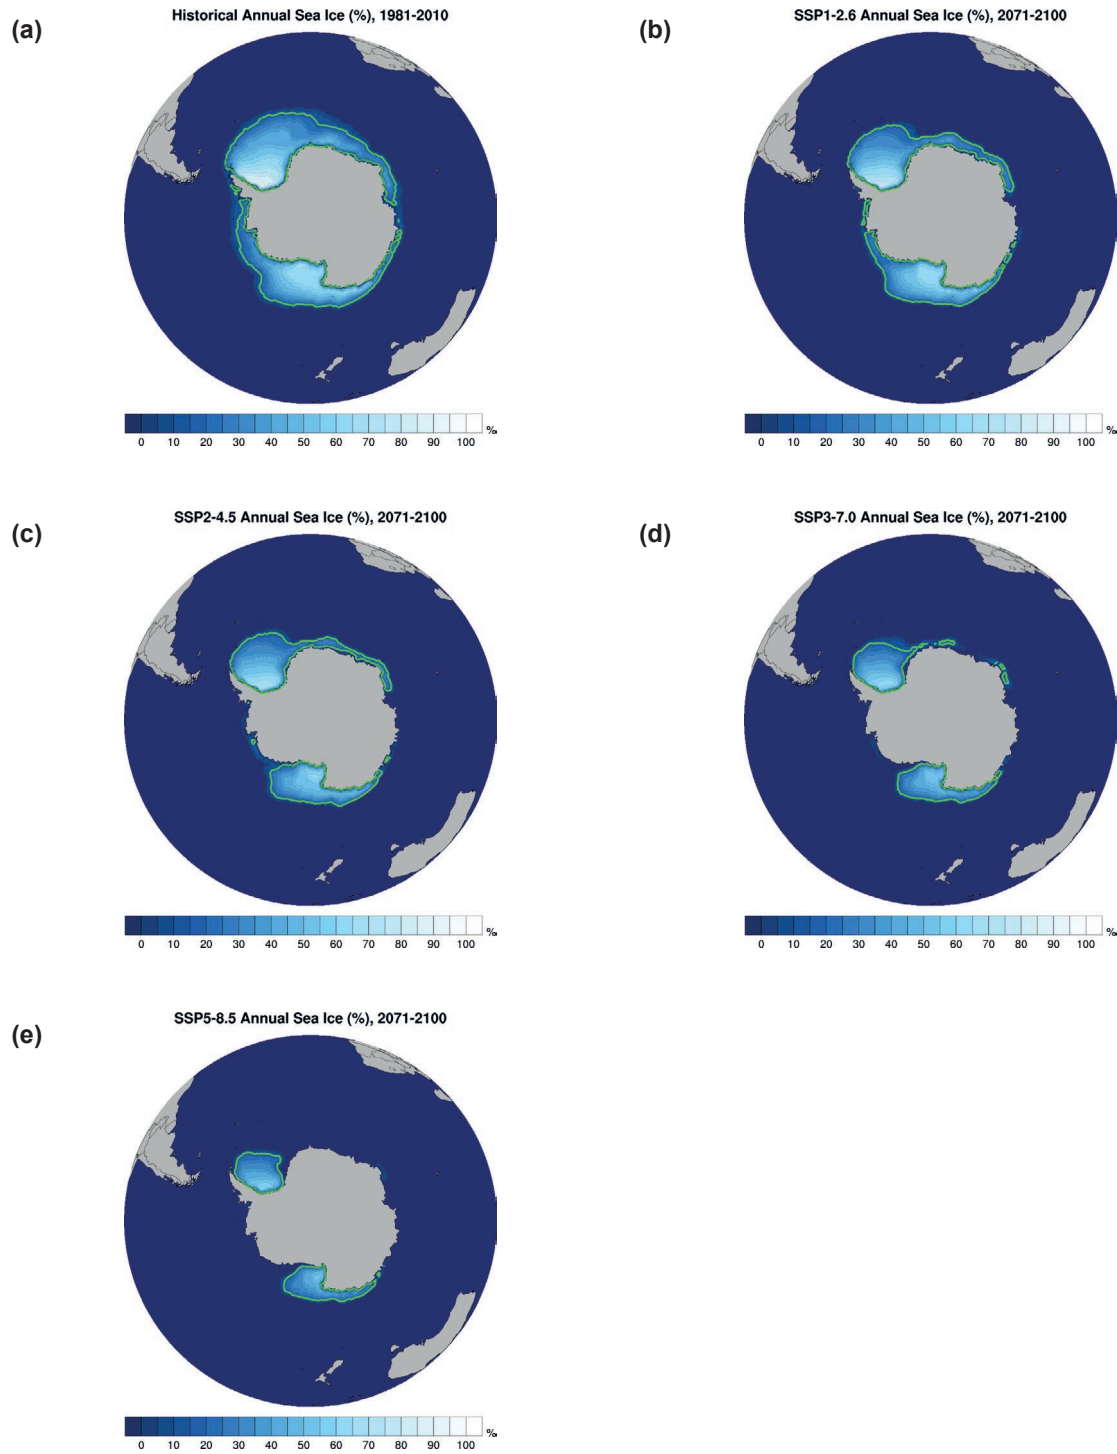 (a)
Historical Annual Sea Ice (%), 1981-2010
0 10 20 30 40 50 60 70 80 90 100 %
(b)
SSP1-2.6 Annual Sea Ice (%), 2071-2100
0 10 20 30 40 50 60 70 80 90 100 %
(c)
SSP2-4.5 Annual Sea Ice (%), 2071-2100
0 10 20 30 40 50 60 70 80 90 100 %
(d)
SSP3-7.0 Annual Sea Ice (%), 2071-2100
0 10 20 30 40 50 60 70 80 90 100 %
(e)
SSP5-8.5 Annual Sea Ice (%), 2071-2100
0 10 20 30 40 50 60 70 80 90 100 %